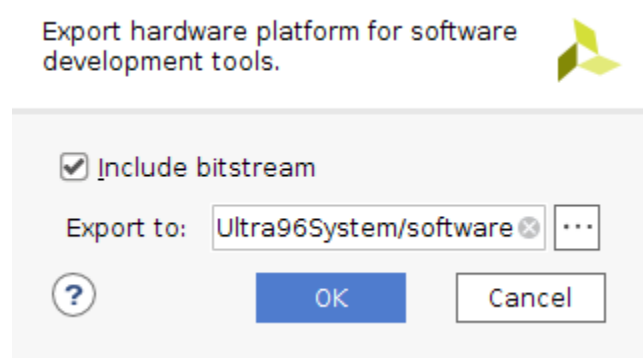 Export hardware platform for software
development tools.
Include bitstream
Export to: Ultra96System/software ...
?
OK Cancel